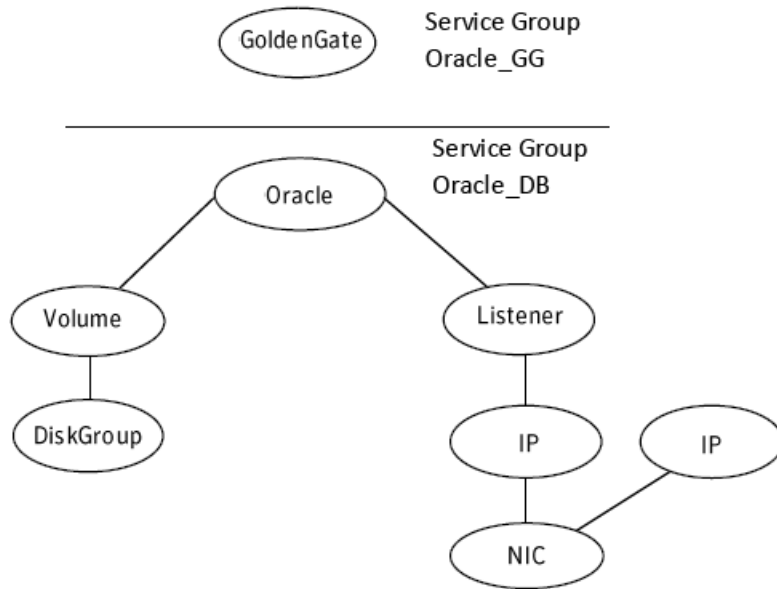 GoldenGate
Service Group
Oracle_GG
Service Group
Oracle_DB
Oracle
Volume
Listener
DiskGroup
IP
IP
NIC